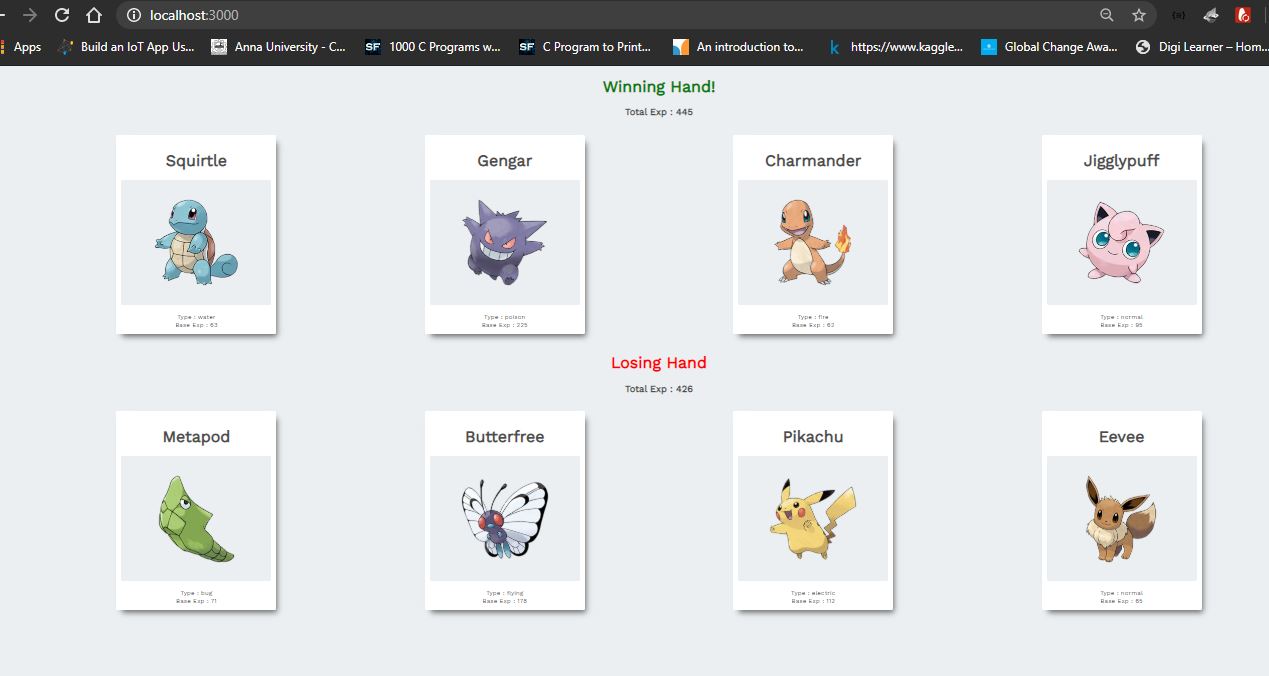 localhost:3000
Apps
Build an IoT App Us...
Anna University - C...
SF
1000 C Programs w...
SF
C Program to Print...
An introduction to...
k
https://www.kaggle...
Global Change Awa...
Digi Learner – Hom...
Winning Hand!
Total Exp : 445
Squirtle
Gengar
Charmander
Jigglypuff
Type : water
Base Exp : 63
Type : poison
Base Exp : 225
Type : fire
Base Exp : 62
Type : normal
Base Exp : 95
Losing Hand
Total Exp : 426
Metapod
Butterfree
Pikachu
Eevee
Type : bug
Base Exp : 71
Type : flying
Base Exp : 178
Type : electric
Base Exp : 112
Type : normal
Base Exp : 65